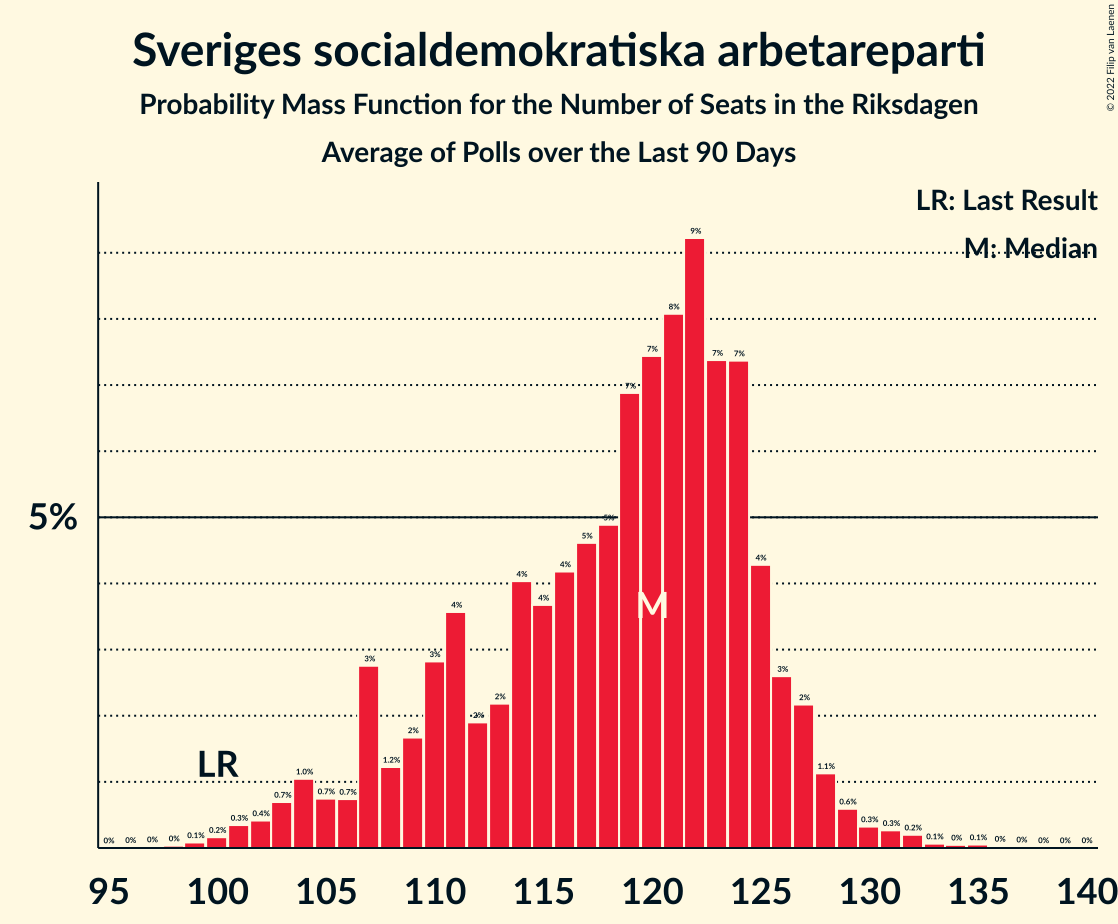 © 2022 Filip van Laenen
Sveriges socialdemokratiska arbetareparti
Probability Mass Function for the Number of Seats in the Riksdagen
Average of Polls over the Last 90 Days
LR: Last Result
M: Median
5%
LR
M
0% 0% 0% 0% 0.1% 0.2% 0.3% 0.4% 0.7% 1.0% 0.7% 0.7% 3% 1.2% 2% 3% 4% 2% 2% 4% 4% 4% 5% 5% 7% 7% 8% 9% 7% 7% 4% 3% 2% 1.1% 0.6% 0.3% 0.3% 0.2% 0.1% 0% 0.1% 0% 0% 0% 0% 0%
95 100 105 110 115 120 125 130 135 140